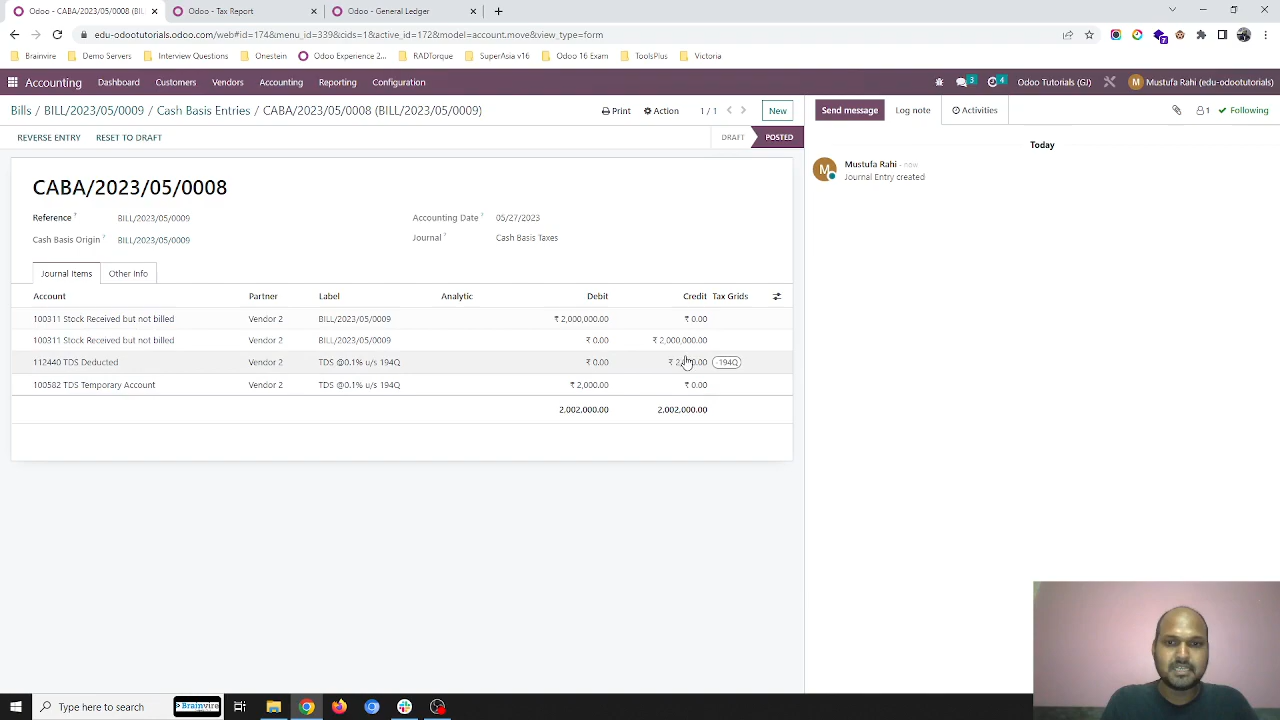 Odoo - CABA/2023/05/0008 (BIL
Odoo - Tax Report
Odoo - General Ledger
edu-odootutorials.odoo.com/web#id=174&menu_id=339&cids=1&active_id=172&model=account.move&view_type=form
Brainvire
Demo Servers
Interview Questions
Onestein
Odoo Experience 2...
RADforque
SuperAsia v16
Odoo 16 Exam
ToolsPlus
Victoria
Accounting
Dashboard
Customers
Vendors
Accounting
Reporting
Configuration
3
4
Odoo Tutorials (GJ)
M
Mustufa Rahi (edu-odootutorials)
Bills / BILL/2023/05/0009 / Cash Basis Entries / CABA/2023/05/0008 (BILL/2023/05/0009)
Print
Action
1 / 1
New
Send message
Log note
Activities
1
Following
REVERSE ENTRY
RESET TO DRAFT
DRAFT
POSTED
Today
CABA/2023/05/0008
M
Mustufa Rahi - now
Journal Entry created
Reference ?
BILL/2023/05/0009
Accounting Date ?
05/27/2023
Cash Basis Origin ?
BILL/2023/05/0009
Journal ?
Cash Basis Taxes
Journal Items
Other Info
Account Partner Label Analytic Debit Credit Tax Grids
100311 Stock Received but not billed Vendor 2 BILL/2023/05/0009 ₹ 2,000,000.00 ₹ 0.00
100311 Stock Received but not billed Vendor 2 BILL/2023/05/0009 ₹ 0.00 ₹ 2,000,000.00
112440 TDS Deducted Vendor 2 TDS @0.1% u/s 194Q ₹ 0.00 -194Q
100582 TDS Temporary Account Vendor 2 TDS @0.1% u/s 194Q ₹ 2,000.00 ₹ 0.00
2,002,000.00 2,002,000.00
Type here to search
>Brainvire